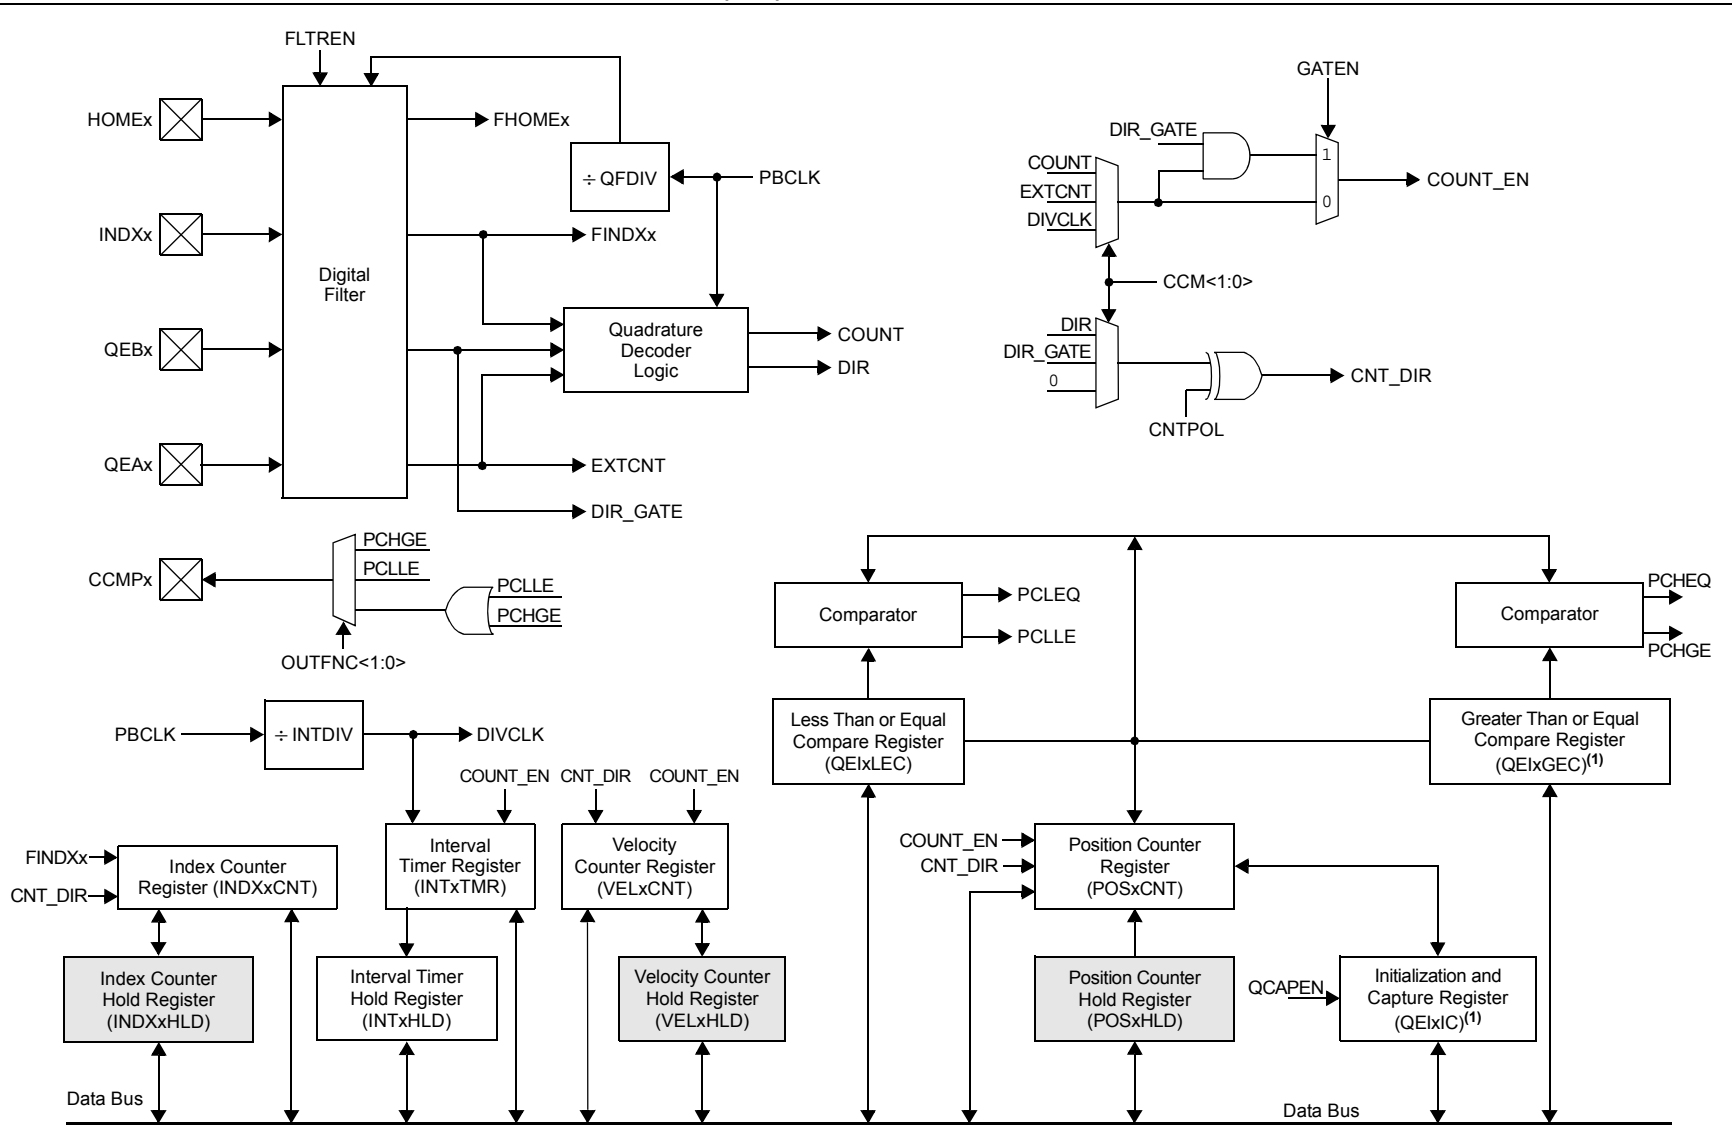 FLTREN
HOMEx
FHOMEx
÷ QFDIV
PBCLK
INDXx
FINDXx
Digital
Filter
QEBx
Quadrature
Decoder
Logic
COUNT
DIR
QEAx
EXTCNT
DIR_GATE
GATEN
DIR_GATE
COUNT
EXTCNT
DIVCLK
1
0
COUNT_EN
CCM<1:0>
DIR
DIR_GATE
0
CNT_DIR
CNTPOL
CCMPx
PCHGE
PCLLE
PCLLE
PCHGE
OUTFNC<1:0>
Comparator
PCLEQ
PCLLE
Comparator
PCHEQ
PCHGE
PBCLK
÷ INTDIV
DIVCLK
Less Than or Equal
Compare Register
(QEIxLEC)
Greater Than or Equal
Compare Register
(QEIxGEC)(1)
COUNT_EN
CNT_DIR
COUNT_EN
FINDXx
CNT_DIR
Index Counter
Register (INDXxCNT)
Interval
Timer Register
(INTxTMR)
Velocity
Counter Register
(VELxCNT)
COUNT_EN
CNT_DIR
Position Counter
Register
(POSxCNT)
Index Counter
Hold Register
(INDXxHLD)
Interval Timer
Hold Register
(INTxHLD)
Velocity Counter
Hold Register
(VELxHLD)
Position Counter
Hold Register
(POSxHLD)
QCAPEN
Initialization and
Capture Register
(QEIxIC)(1)
Data Bus
Data Bus